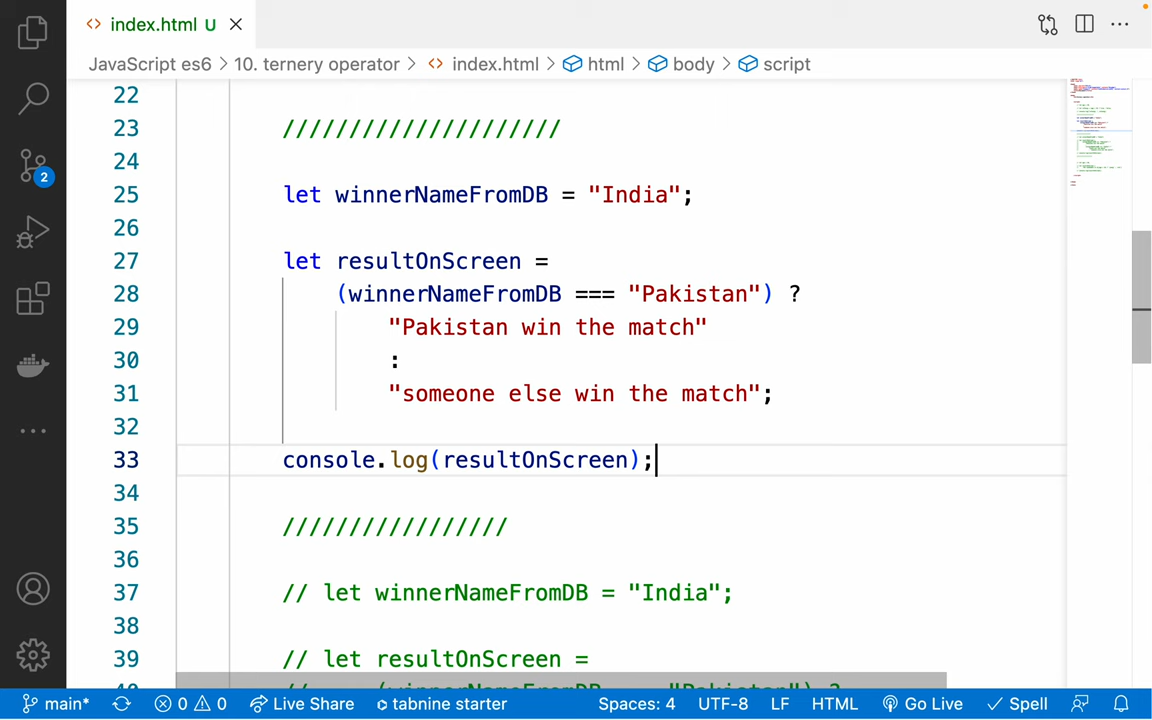 index.html U
JavaScript es6 > 10. ternery operator > index.html > html > body > script
22
23 /////////////////////
24
25 let winnerNameFromDB = "India";
26
27 let resultOnScreen =
28 (winnerNameFromDB === "Pakistan") ?
29 "Pakistan win the match"
30 :
31 "someone else win the match";
32
33 console.log(resultOnScreen);
34
35 /////////////////
36
37 // let winnerNameFromDB = "India";
38
39 // let resultOnScreen =
2
main* 0 0 Live Share tabnine starter Spaces: 4 UTF-8 LF HTML Go Live Spell